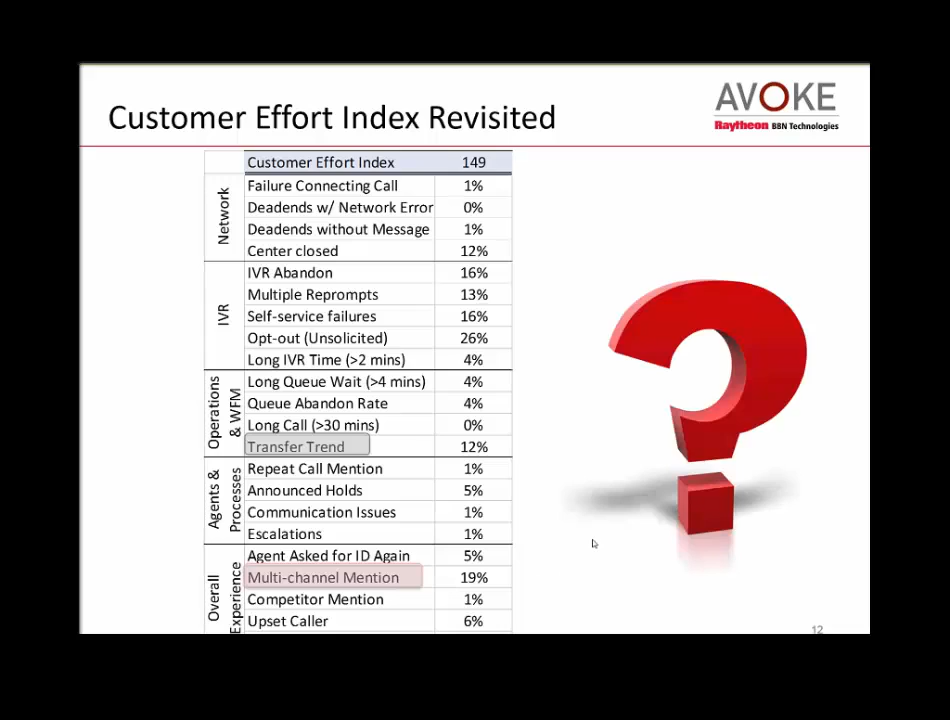 AVOKE
Raytheon BBN Technologies
Customer Effort Index Revisited
Customer Effort Index 149
Network
Failure Connecting Call 1%
Deadends w/ Network Error 0%
Deadends without Message 1%
Center closed 12%
IVR
IVR Abandon 16%
Multiple Reprompts 13%
Self-service failures 16%
Opt-out (Unsolicited) 26%
Long IVR Time (>2 mins) 4%
Operations
& WFM
Long Queue Wait (>4 mins) 4%
Queue Abandon Rate 4%
Long Call (>30 mins) 0%
Transfer Trend 12%
Agents &
Processes
Repeat Call Mention 1%
Announced Holds 5%
Communication Issues 1%
Escalations 1%
Overall
Experience
Agent Asked for ID Again 5%
Multi-channel Mention 19%
Competitor Mention 1%
Upset Caller 6%
12